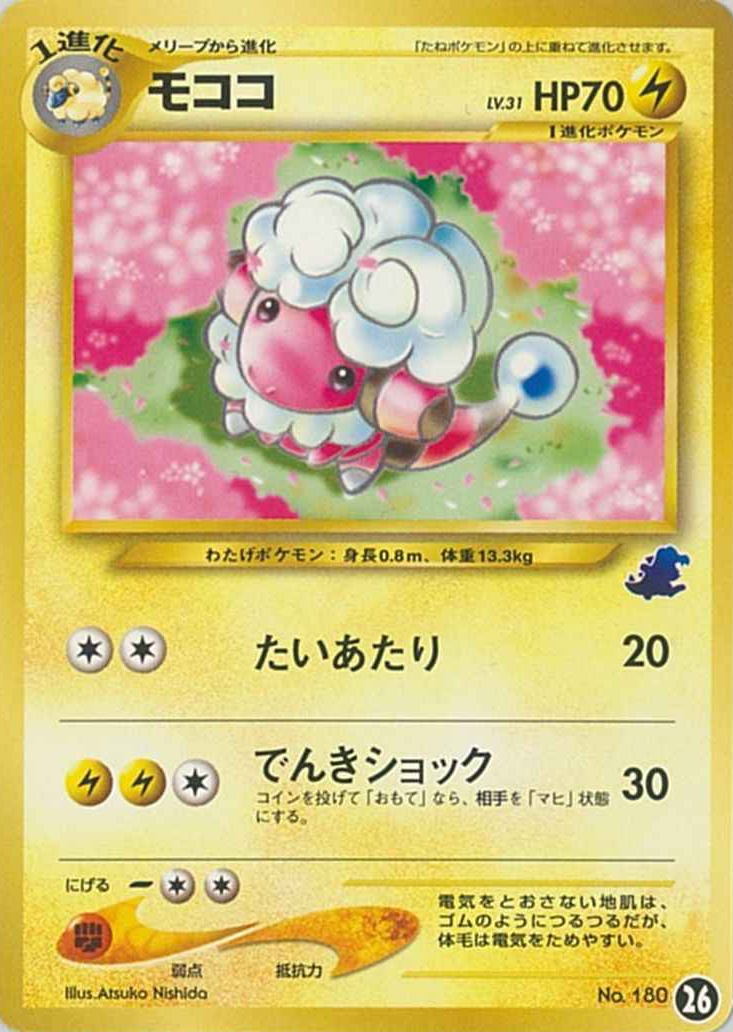 1進化
メリープから進化
「たねポケモン」の上に重ねて進化させます。
モココ
LV.31 HP70
1進化ポケモン
わたげポケモン：身長0.8m、体重13.3kg
たいあたり 20
でんきショック 30
コインを投げて「おもて」なら、相手を「マヒ」状態
にする。
にげる
電気をとおさない地肌は、
ゴムのようにつるつるだが、
体毛は電気をためやすい。
弱点 抵抗力
Illus.Atsuko Nishida
No. 180 26